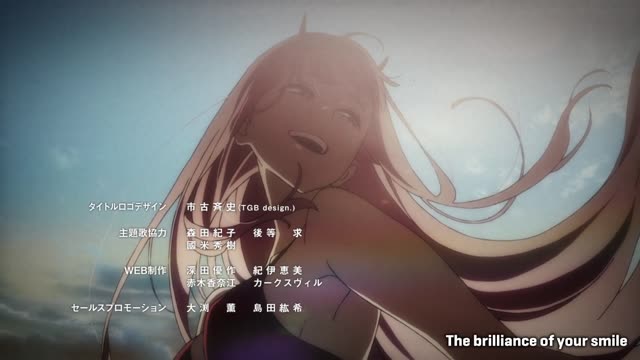 タイトルロゴデザイン 市古斉史(TGB design.)
主題歌協力 森田紀子 後等 求
國米秀樹
WEB制作 深田優作 紀伊恵美
赤木香奈江 カークスヴィル
セールスプロモーション 大渕 薫 島田紘希
The brilliance of your smile